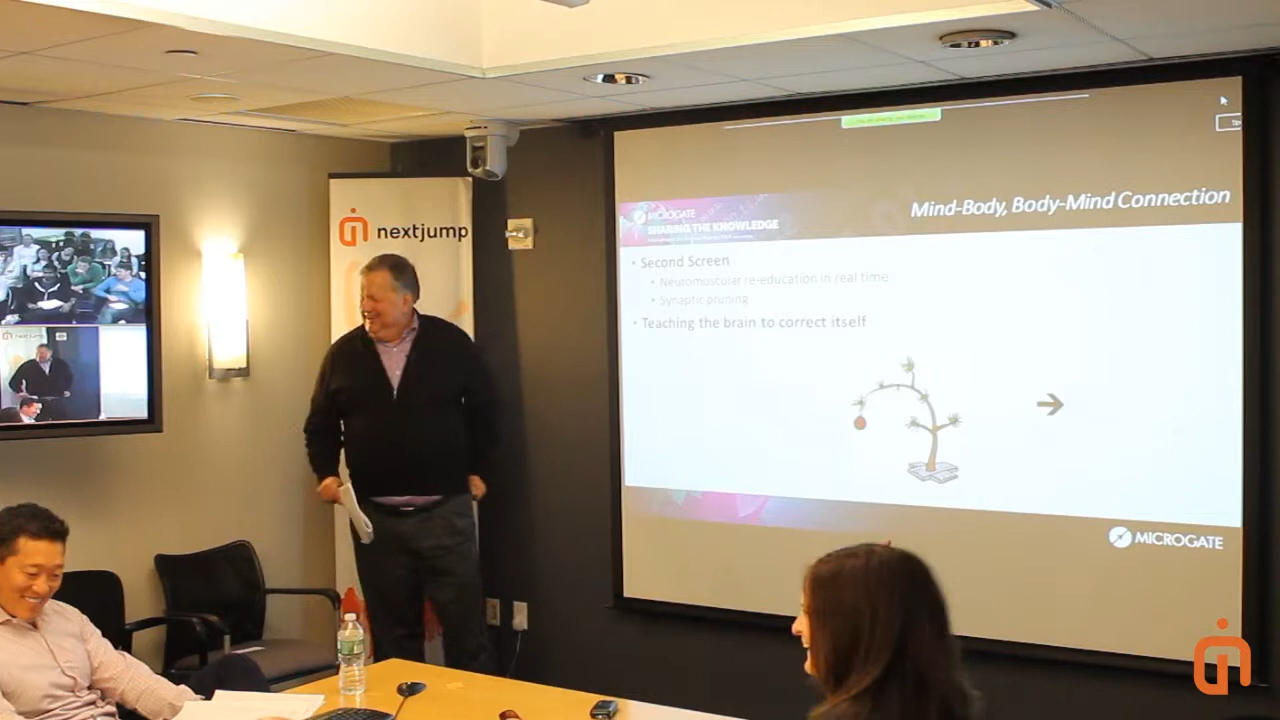 nextjump
nextjump
MICROGATE
SHARING THE KNOWLEDGE
Mind-Body, Body-Mind Connection
• Second Screen
• Neuromuscular re-education in real time
• Synaptic pruning
• Teaching the brain to correct itself
MICROGATE